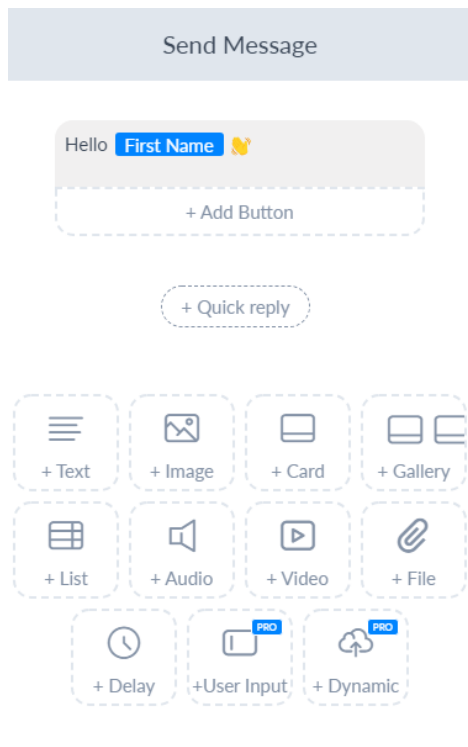 Send Message
Hello First Name 👋
+ Add Button
+ Quick reply
+ Text + Image + Card + Gallery
+ List + Audio + Video + File
PRO PRO
+ Delay +User Input + Dynamic